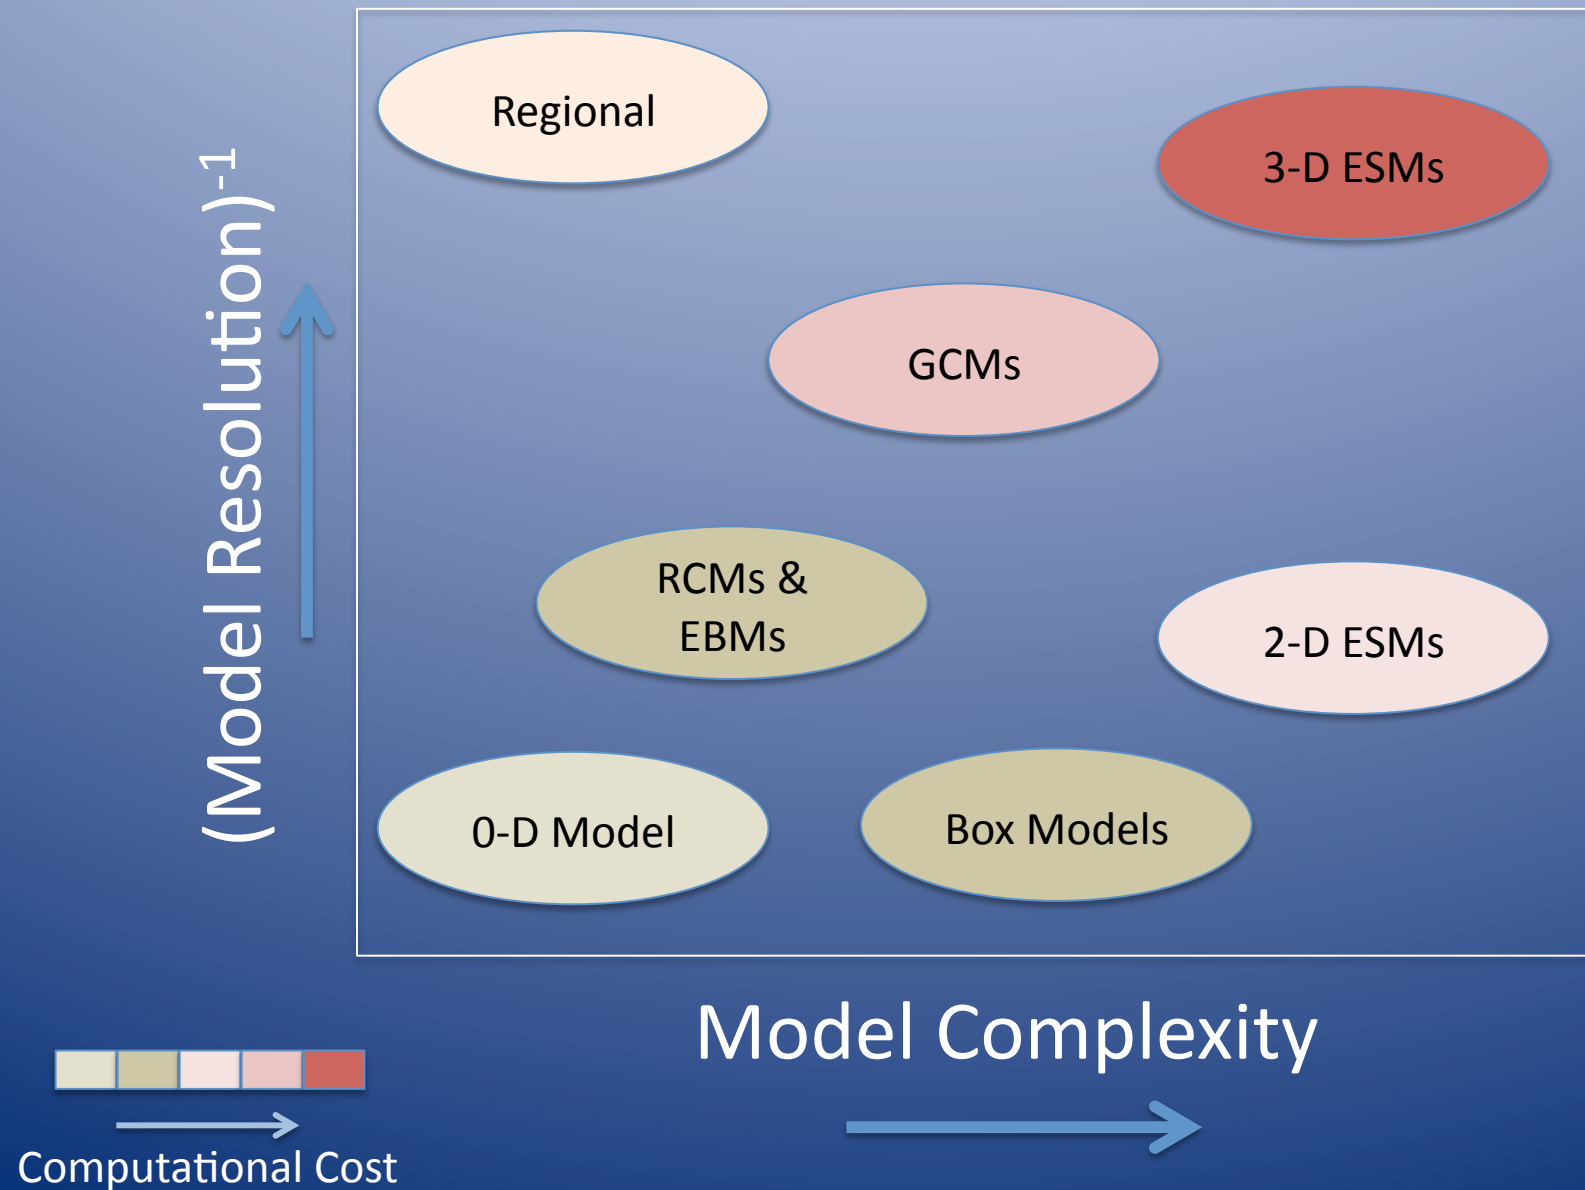 Regional
3-D ESMs
(Model Resolution)⁻¹
GCMs
RCMs &
EBMs
2-D ESMs
0-D Model
Box Models
Model Complexity
Computational Cost